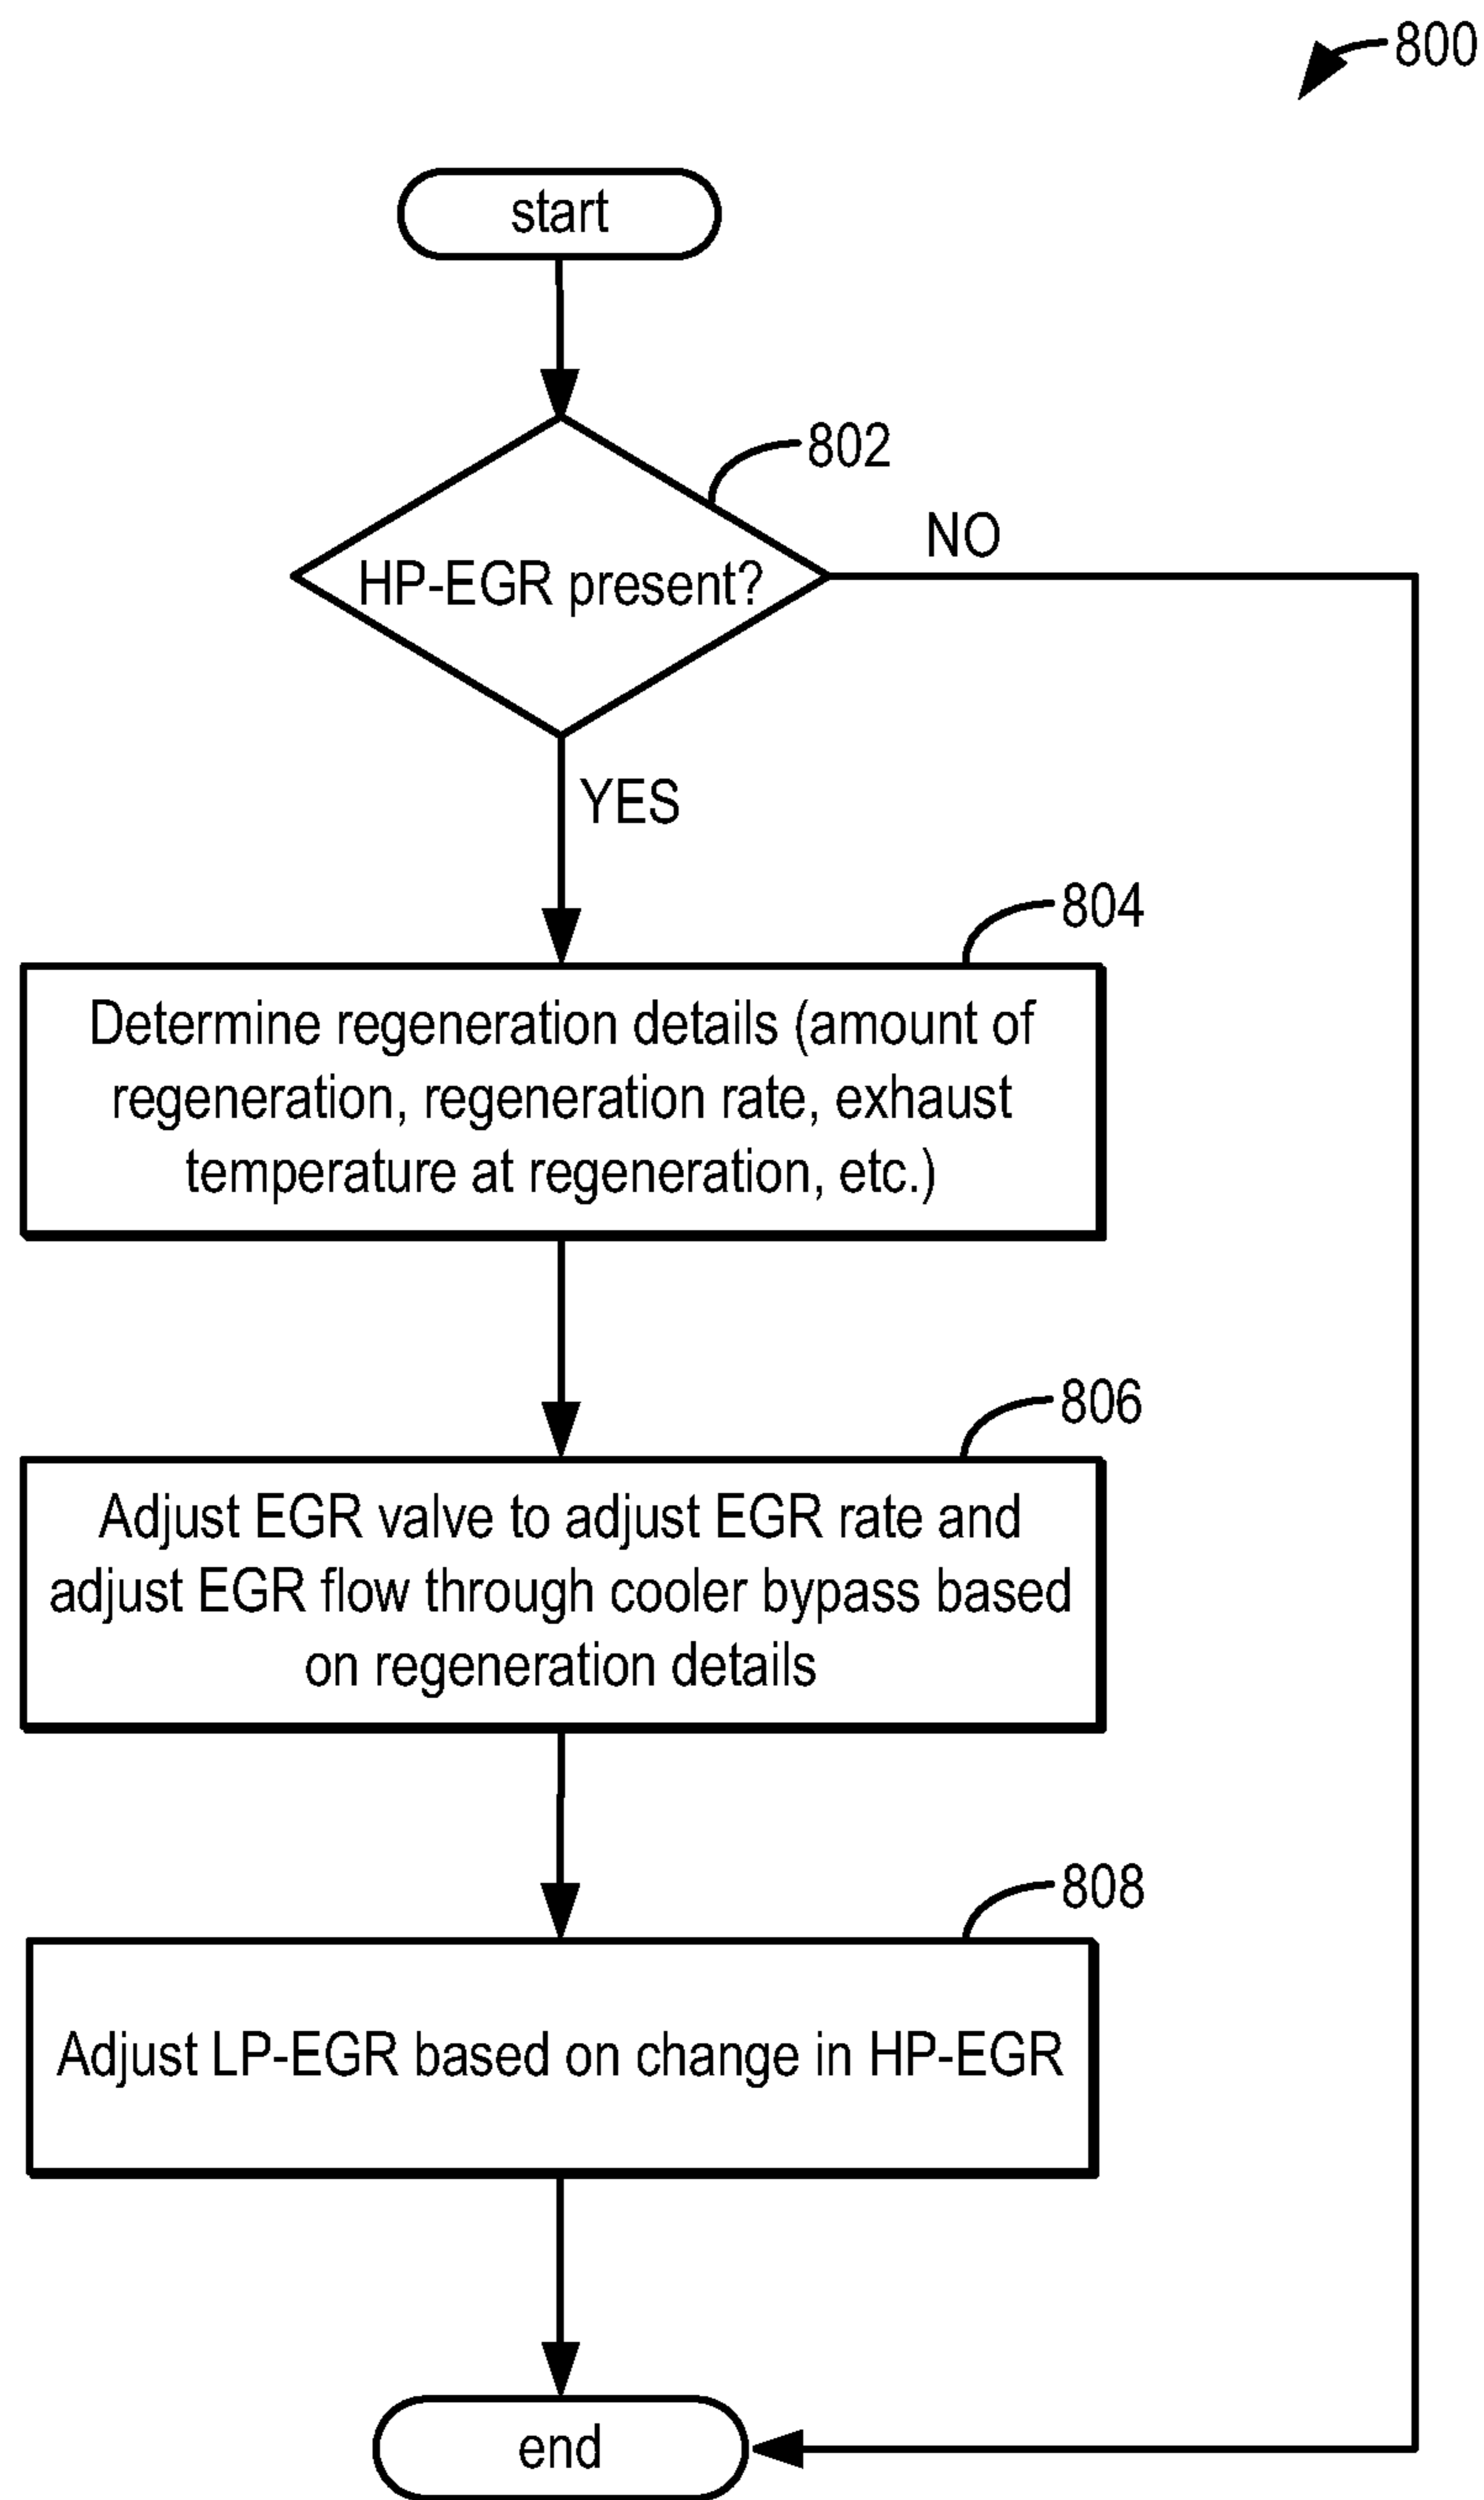 800
start
802
NO
HP-EGR present?
YES
804
Determine regeneration details (amount of
regeneration, regeneration rate, exhaust
temperature at regeneration, etc.)
806
Adjust EGR valve to adjust EGR rate and
adjust EGR flow through cooler bypass based
on regeneration details
808
Adjust LP-EGR based on change in HP-EGR
end